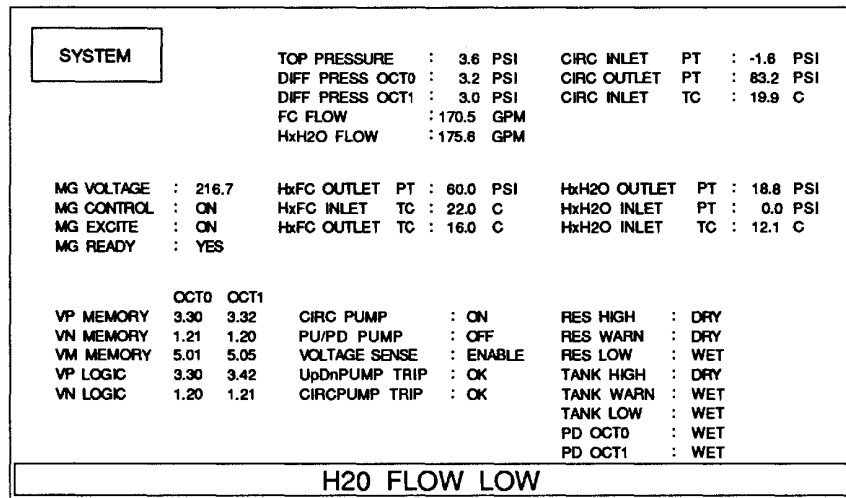 SYSTEM
TOP PRESSURE : 3.6 PSI CIRC INLET PT : -1.6 PSI
DIFF PRESS OCT0 : 3.2 PSI CIRC OUTLET PT : 83.2 PSI
DIFF PRESS OCT1 : 3.0 PSI CIRC INLET TC : 19.9 C
FC FLOW : 170.5 GPM
HxH2O FLOW : 175.6 GPM
MG VOLTAGE : 216.7 HxFC OUTLET PT : 60.0 PSI HxH2O OUTLET PT : 18.8 PSI
MG CONTROL : ON HxFC INLET TC : 22.0 C HxH2O INLET PT : 0.0 PSI
MG EXCITE : ON HxFC OUTLET TC : 16.0 C HxH2O INLET TC : 12.1 C
MG READY : YES
OCT0 OCT1
VP MEMORY 3.30 3.32 CIRC PUMP : ON RES HIGH : DRY
VN MEMORY 1.21 1.20 PU/PD PUMP : OFF RES WARN : DRY
VM MEMORY 5.01 5.05 VOLTAGE SENSE : ENABLE RES LOW : WET
VP LOGIC 3.30 3.42 UpDnPUMP TRIP : OK TANK HIGH : DRY
VN LOGIC 1.20 1.21 CIRCPUMP TRIP : OK TANK WARN : WET
TANK LOW : WET
PD OCT0 : WET
PD OCT1 : WET
H20 FLOW LOW